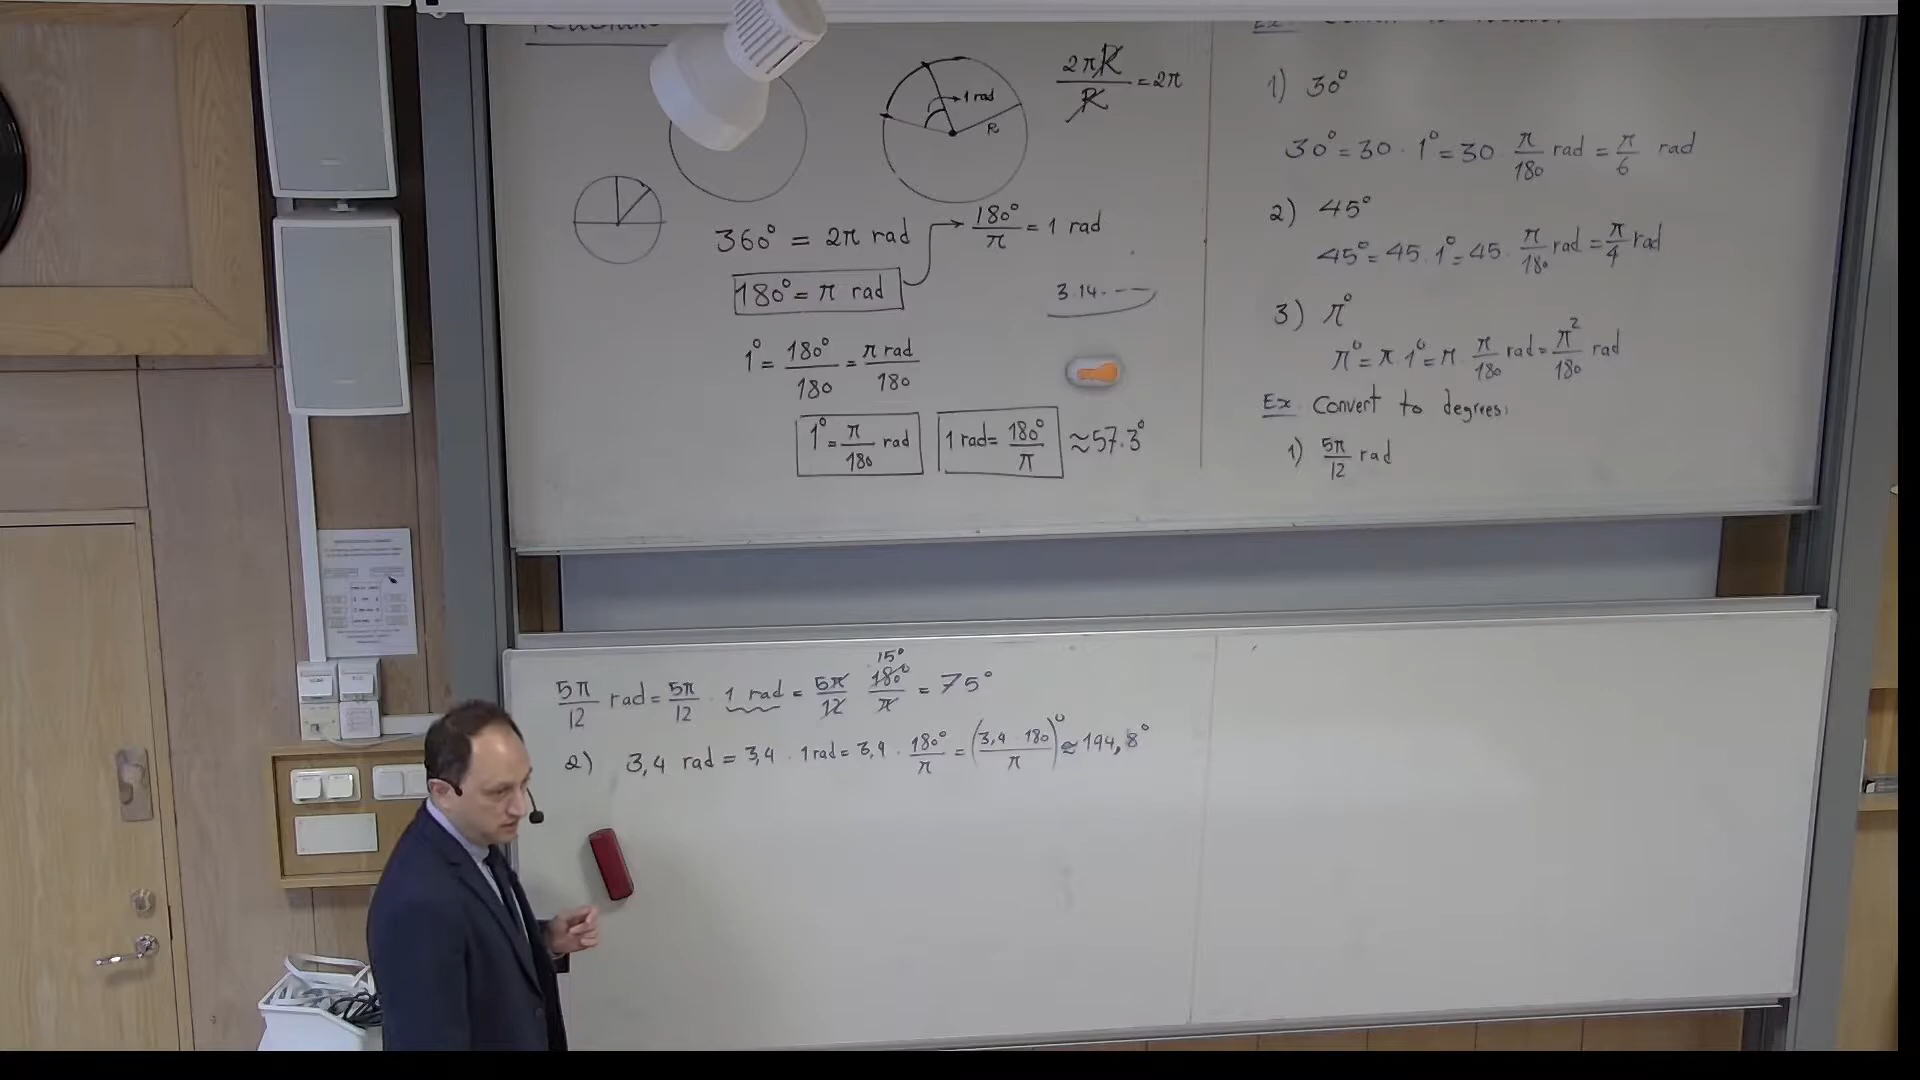 2πR/R = 2π
1 rad
R
360° = 2π rad
180°/π = 1 rad
180° = π rad
3.14.---
1° = 180°/180 = π rad/180
1° = π/180 rad
1 rad = 180°/π ≈ 57.3°
1) 30°
30° = 30 · 1° = 30 · π/180 rad = π/6 rad
2) 45°
45° = 45 · 1° = 45 · π/180 rad = π/4 rad
3) π°
π° = π · 1° = π · π/180 rad = π²/180 rad
Ex. Convert to degrees:
1) 5π/12 rad
15°
5π/12 rad = 5π/12 · 1 rad = 5π/12 180°/π = 75°
2) 3,4 rad = 3,4 · 1 rad = 3,4 · 180°/π = (3,4 · 180/π)° ≈ 194,8°